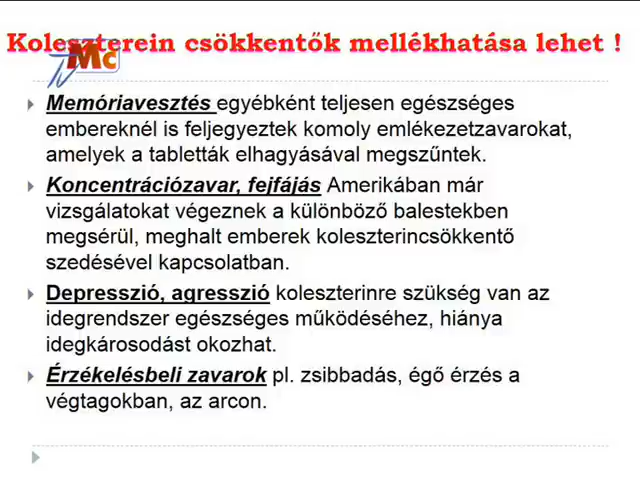 Koleszterein csökkentők mellékhatása lehet !
Mc
Memóriavesztés egyébként teljesen egészséges
embereknél is feljegyeztek komoly emlékezetzavarokat,
amelyek a tabletták elhagyásával megszűntek.
Koncentrációzavar, fejfájás Amerikában már
vizsgálatokat végeznek a különböző balestekben
megsérül, meghalt emberek koleszterincsökkentő
szedésével kapcsolatban.
Depresszió, agresszió koleszterinre szükség van az
idegrendszer egészséges működéséhez, hiánya
idegkárosodást okozhat.
Érzékelésbeli zavarok pl. zsibbadás, égő érzés a
végtagokban, az arcon.